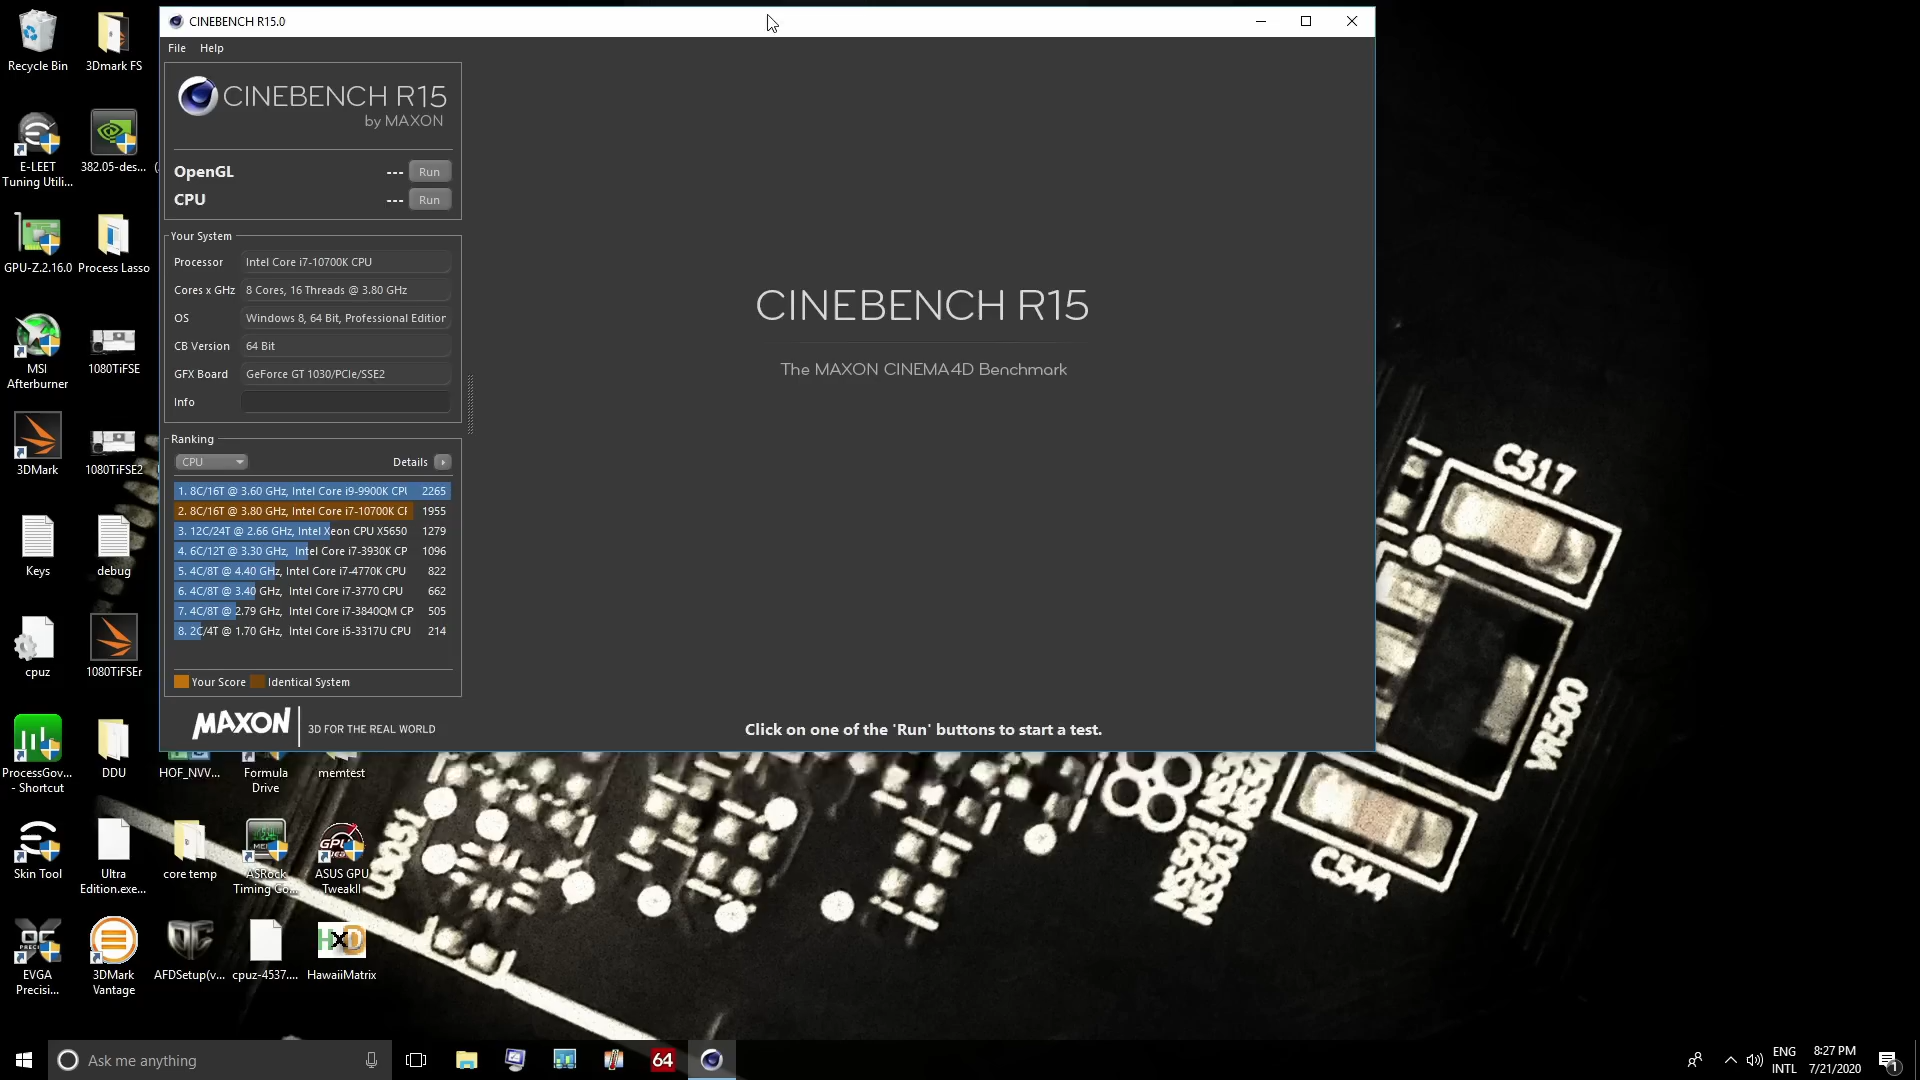 Recycle Bin
3Dmark FS
E-LEET
Tuning Utili...
382.05-des...
GPU-Z.2.16.0
Process Lasso
MSI
Afterburner
1080TiFSE
3DMark
1080TiFSE2
Keys
debug
cpuz
1080TiFSEr
ProcessGov...
- Shortcut
DDU
HOF_NVV...
Formula
Drive
memtest
Skin Tool
Ultra
Edition.exe...
core temp
ASRock
Timing Co...
ASUS GPU
TweakII
EVGA
Precisi...
3DMark
Vantage
AFDSetup(v...
cpuz-4537....
HxD
HawaiiMatrix
CINEBENCH R15.0
File Help
CINEBENCH R15
by MAXON
OpenGL --- Run
CPU --- Run
Your System
Processor Intel Core i7-10700K CPU
Cores x GHz 8 Cores, 16 Threads @ 3.80 GHz
OS Windows 8, 64 Bit, Professional Edition
CB Version 64 Bit
GFX Board GeForce GT 1030/PCIe/SSE2
Info
Ranking
CPU Details
1. 8C/16T @ 3.60 GHz, Intel Core i9-9900K CPU 2265
2. 8C/16T @ 3.80 GHz, Intel Core i7-10700K CF 1955
3. 12C/24T @ 2.66 GHz, Intel Xeon CPU X5650 1279
4. 6C/12T @ 3.30 GHz, Intel Core i7-3930K CP 1096
5. 4C/8T @ 4.40 GHz, Intel Core i7-4770K CPU 822
6. 4C/8T @ 3.40 GHz, Intel Core i7-3770 CPU 662
7. 4C/8T @ 2.79 GHz, Intel Core i7-3840QM CP 505
8. 2C/4T @ 1.70 GHz, Intel Core i5-3317U CPU 214
Your Score Identical System
MAXON 3D FOR THE REAL WORLD
CINEBENCH R15
The MAXON CINEMA4D Benchmark
Click on one of the 'Run' buttons to start a test.
C517
VR500
C544
NS501
NS503
Ask me anything
64
ENG
INTL
8:27 PM
7/21/2020
1